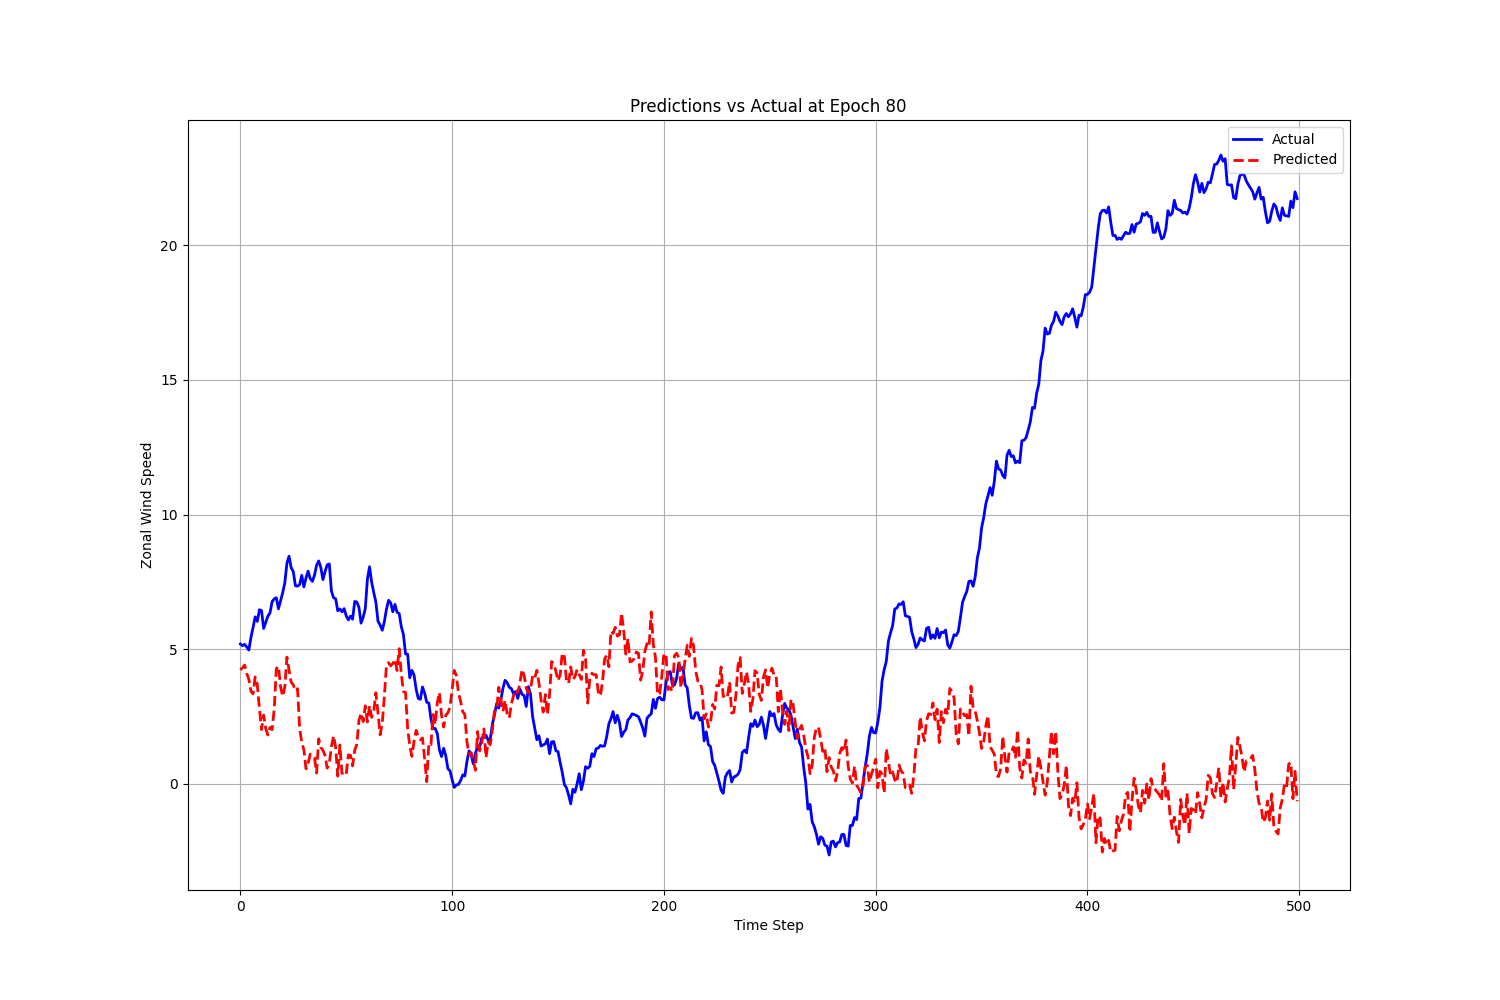 Predictions vs Actual at Epoch 80
Actual
Predicted
Zonal Wind Speed
20
15
10
5
0
0 100 200 300 400 500
Time Step